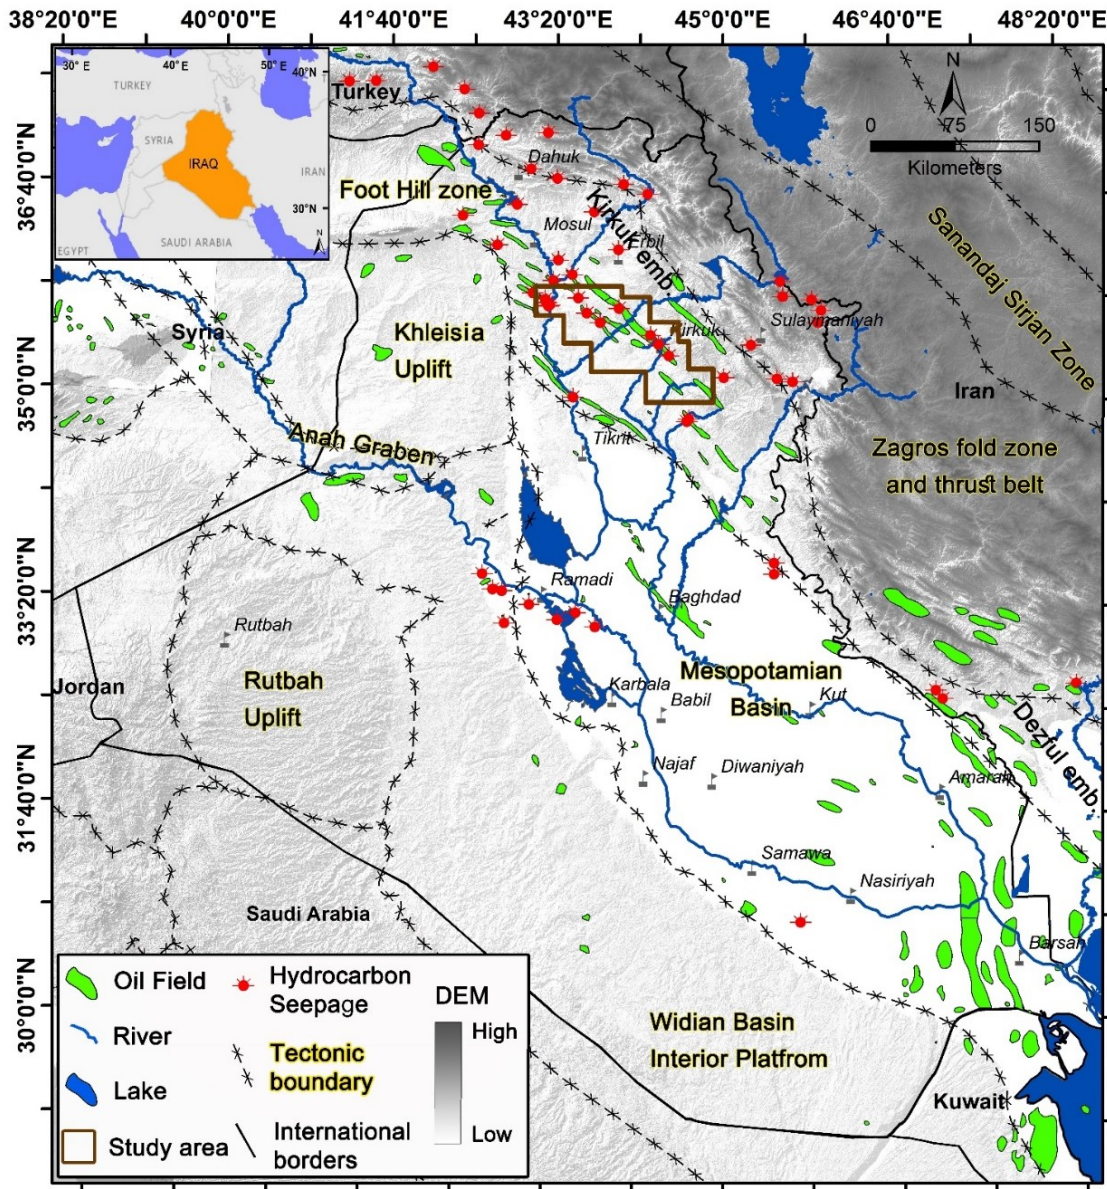 38°20'0"E 40°0'0"E 41°40'0"E 43°20'0"E 45°0'0"E 46°40'0"E 48°20'0"E
30° E 40° E 50° E
40°N
TURKEY
SYRIA
IRAQ
IRAN
30°N
SAUDI ARABIA
EGYPT
N
Turkey
N
0 75 150
Kilometers
36°40'0"N
35°0'0"N
33°20'0"N
31°40'0"N
30°0'0"N
Dahuk
Foot Hill zone
Mosul
Erbil
Kirkuk emb.
Sanandaj Sirjan Zone
Syria
Khleisia
Uplift
Kirkuk
Sulaymaniyah
Iran
Anah Graben
Tikrit
Zagros fold zone
and thrust belt
Ramadi
Baghdad
Rutbah
Jordan
Rutbah
Uplift
Karbala
Babil
Mesopotamian
Basin
Kut
Dezful emb.
Najaf
Diwaniyah
Amarah
Samawa
Nasiriyah
Saudi Arabia
Barsah
Widian Basin
Interior Platfrom
Kuwait
Oil Field
Hydrocarbon
Seepage
DEM
High
Low
River
Tectonic
boundary
Lake
Study area
International
borders